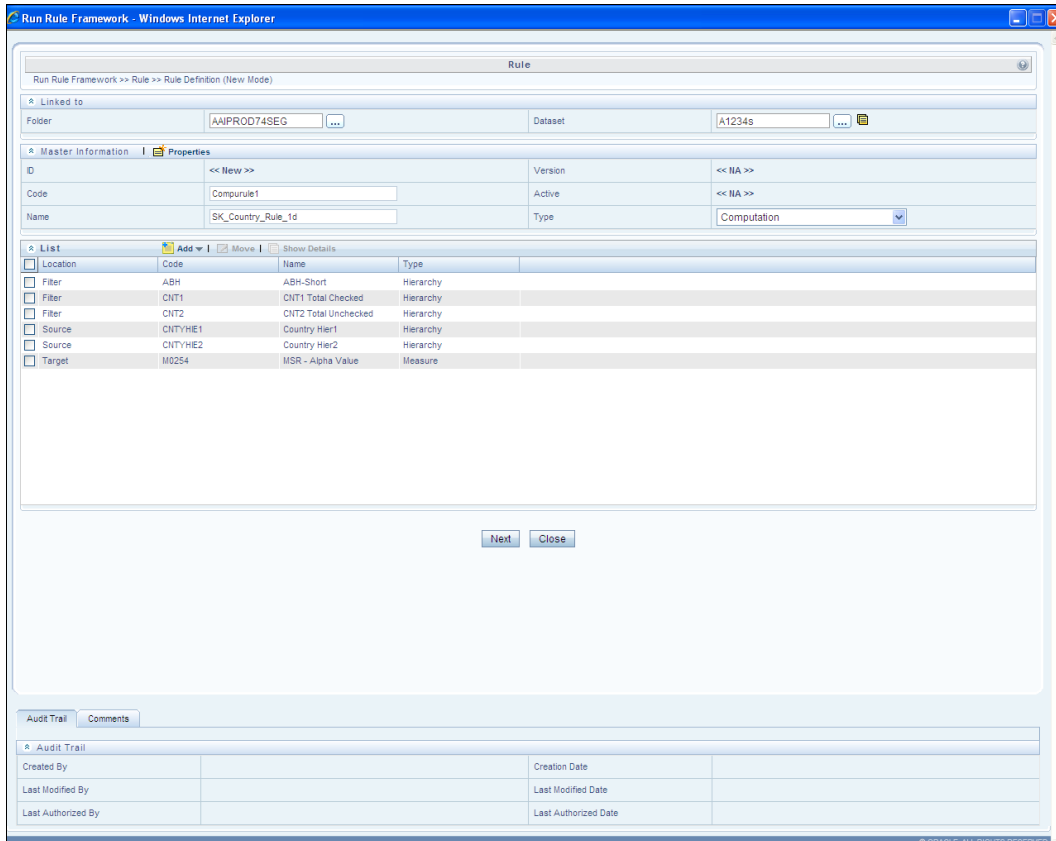 Run Rule Framework - Windows Internet Explorer
Rule
Run Rule Framework >> Rule >> Rule Definition (New Mode)
Linked to
Folder AAIPROD74SEG ... Dataset A1234s ...
Master Information | Properties
ID << New >> Version << NA >>
Code Compurule1 Active << NA >>
Name SK_Country_Rule_1d Type Computation
List Add | Move | Show Details
Location Code Name Type
Filter ABH ABH-Short Hierarchy
Filter CNT1 CNT1 Total Checked Hierarchy
Filter CNT2 CNT2 Total Unchecked Hierarchy
Source CNTYHIE1 Country Hier1 Hierarchy
Source CNTYHIE2 Country Hier2 Hierarchy
Target M0254 MSR - Alpha Value Measure
Next Close
Audit Trail Comments
Audit Trail
Created By Creation Date
Last Modified By Last Modified Date
Last Authorized By Last Authorized Date
© ORACLE ALL RIGHTS RESERVED